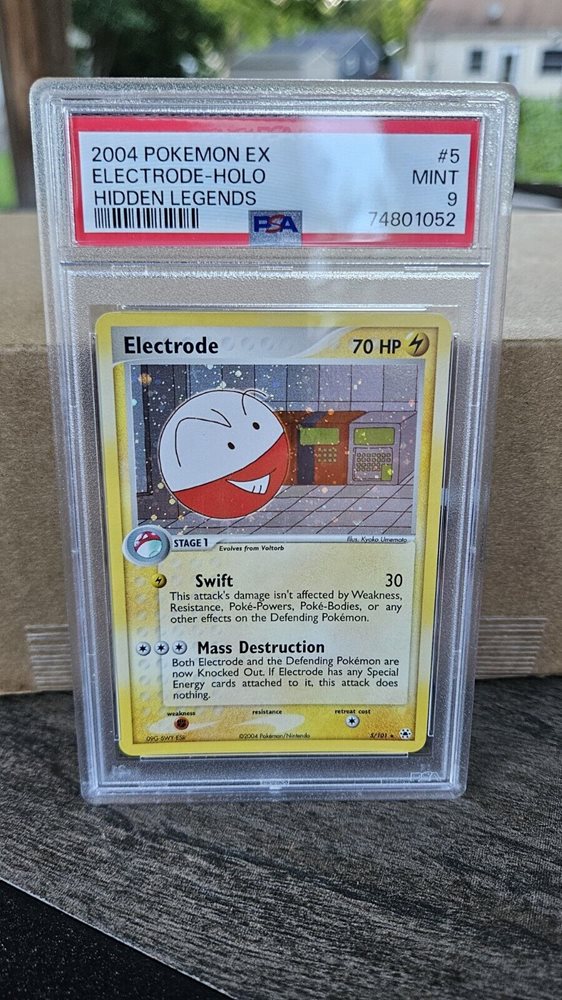 2004 POKEMON EX #5
ELECTRODE-HOLO MINT
HIDDEN LEGENDS 9
PSA 74801052
Electrode 70 HP
STAGE 1 Illus. Kyoko Umemoto
Evolves from Voltorb
Swift 30
This attack's damage isn't affected by Weakness,
Resistance, Poké-Powers, Poké-Bodies, or any
other effects on the Defending Pokémon.
Mass Destruction
Both Electrode and the Defending Pokémon are
now Knocked Out. If Electrode has any Special
Energy cards attached to it, this attack does
nothing.
weakness resistance retreat cost
©2004 Pokémon/Nintendo 5/101